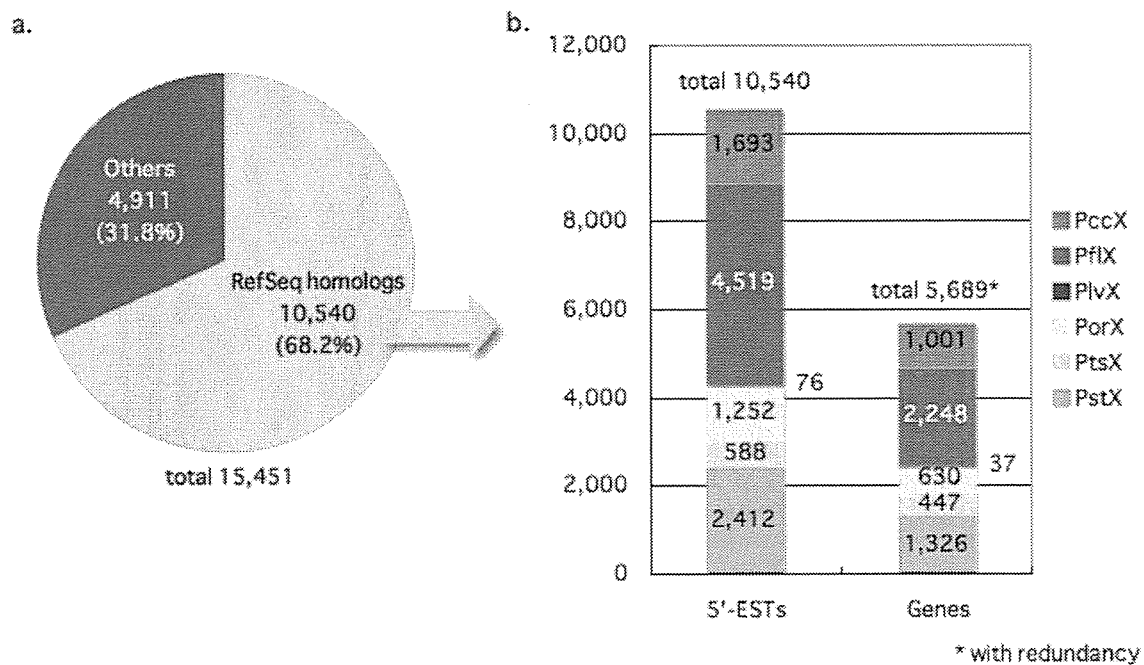 a.
Others
4,911
(31.8%)
RefSeq homologs
10,540
(68.2%)
total 15,451
b.
12,000
10,000
8,000
6,000
4,000
2,000
0
total 10,540
1,693
4,519
76
1,252
588
2,412
total 5,689*
1,001
2,248
37
630
447
1,326
5'-ESTs
Genes
PccX
PflX
PlvX
PorX
PtsX
PstX
* with redundancy